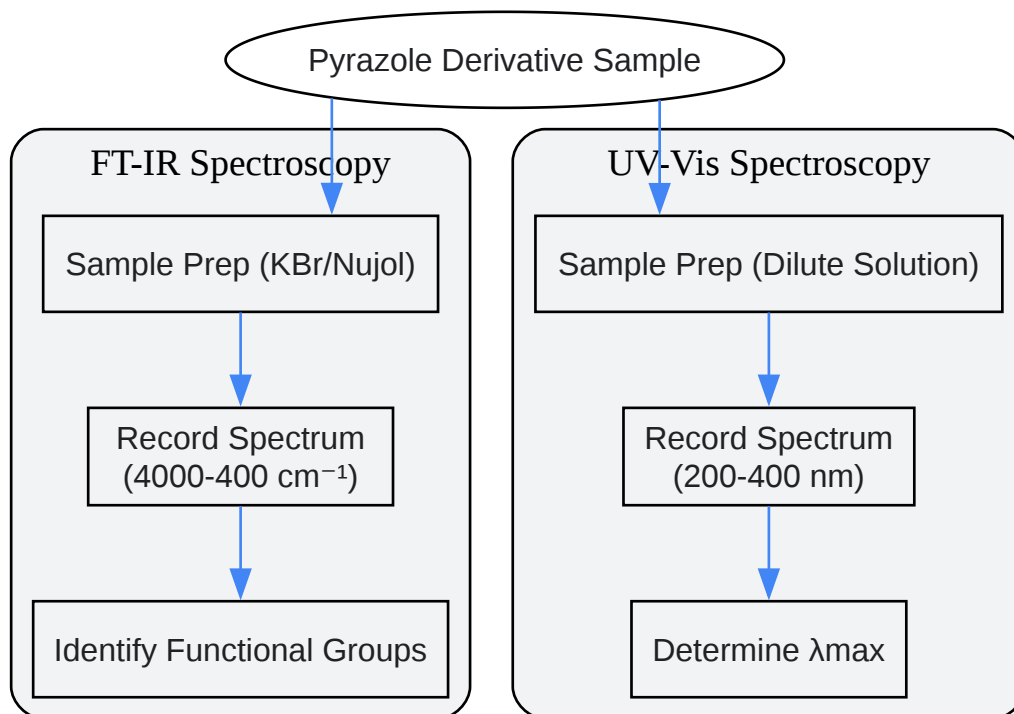 Pyrazole Derivative Sample
FT-IR Spectroscopy
Sample Prep (KBr/Nujol)
Record Spectrum
(4000-400 cm⁻¹)
Identify Functional Groups
UV-Vis Spectroscopy
Sample Prep (Dilute Solution)
Record Spectrum
(200-400 nm)
Determine λmax